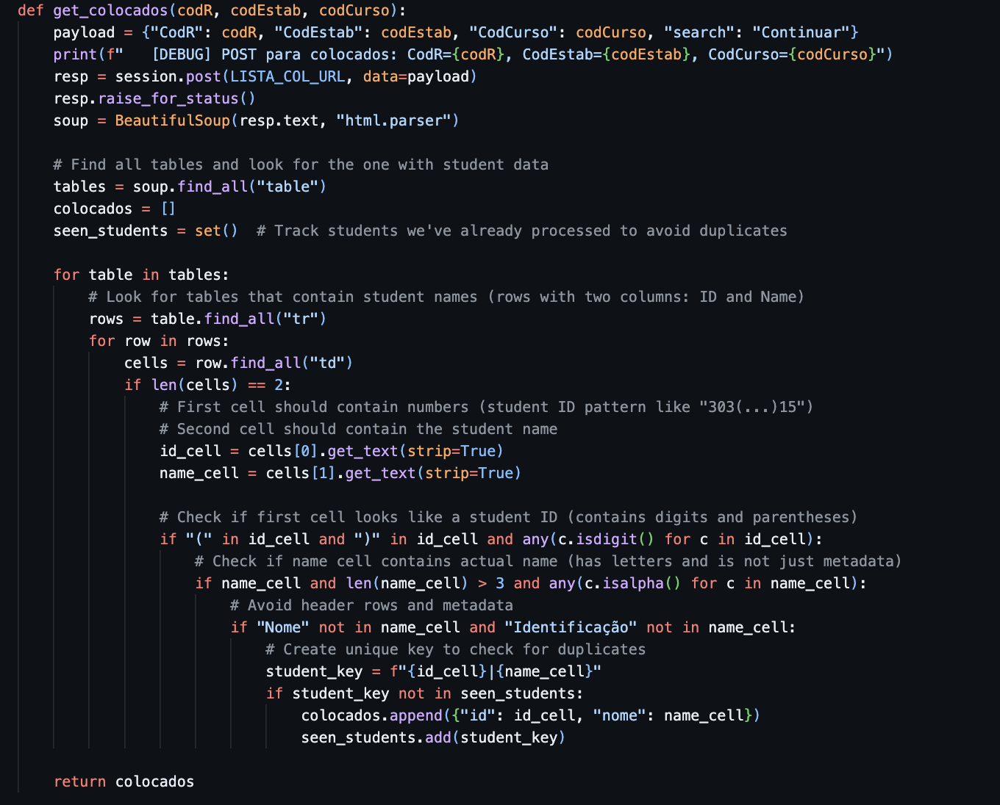 def get_colocados(codR, codEstab, codCurso):
payload = {"CodR": codR, "CodEstab": codEstab, "CodCurso": codCurso, "search": "Continuar"}
print(f"   [DEBUG] POST para colocados: CodR={codR}, CodEstab={codEstab}, CodCurso={codCurso}")
resp = session.post(LISTA_COL_URL, data=payload)
resp.raise_for_status()
soup = BeautifulSoup(resp.text, "html.parser")
# Find all tables and look for the one with student data
tables = soup.find_all("table")
colocados = []
seen_students = set()  # Track students we've already processed to avoid duplicates
for table in tables:
# Look for tables that contain student names (rows with two columns: ID and Name)
rows = table.find_all("tr")
for row in rows:
cells = row.find_all("td")
if len(cells) == 2:
# First cell should contain numbers (student ID pattern like "303(...)15")
# Second cell should contain the student name
id_cell = cells[0].get_text(strip=True)
name_cell = cells[1].get_text(strip=True)
# Check if first cell looks like a student ID (contains digits and parentheses)
if "(" in id_cell and ")" in id_cell and any(c.isdigit() for c in id_cell):
# Check if name cell contains actual name (has letters and is not just metadata)
if name_cell and len(name_cell) > 3 and any(c.isalpha() for c in name_cell):
# Avoid header rows and metadata
if "Nome" not in name_cell and "Identificação" not in name_cell:
# Create unique key to check for duplicates
student_key = f"{id_cell}|{name_cell}"
if student_key not in seen_students:
colocados.append({"id": id_cell, "nome": name_cell})
seen_students.add(student_key)
return colocados